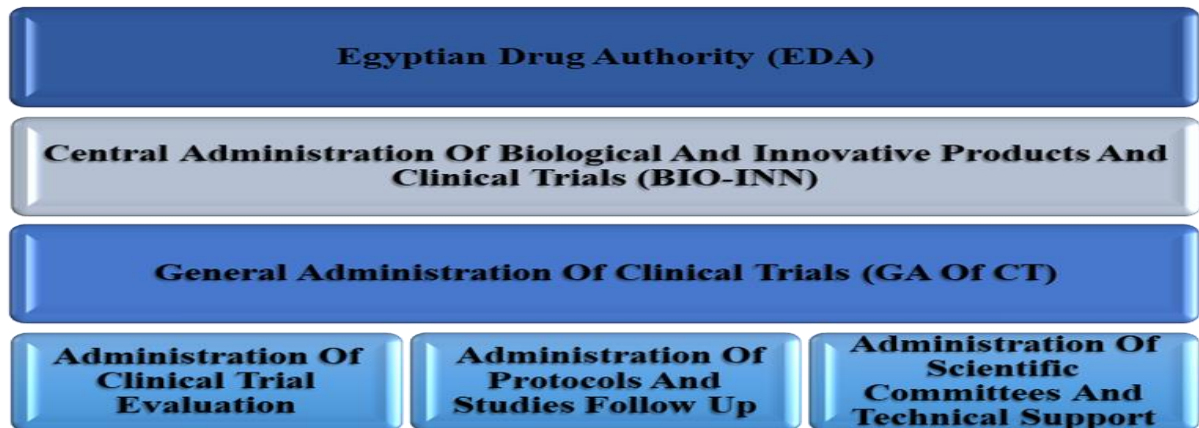 Egyptian Drug Authority (EDA)
Central Administration Of Biological And Innovative Products And
Clinical Trials (BIO-INN)
General Administration Of Clinical Trials (GA Of CT)
Administration Of
Clinical Trial
Evaluation
Administration Of
Protocols And
Studies Follow Up
Administration Of
Scientific
Committees And
Technical Support